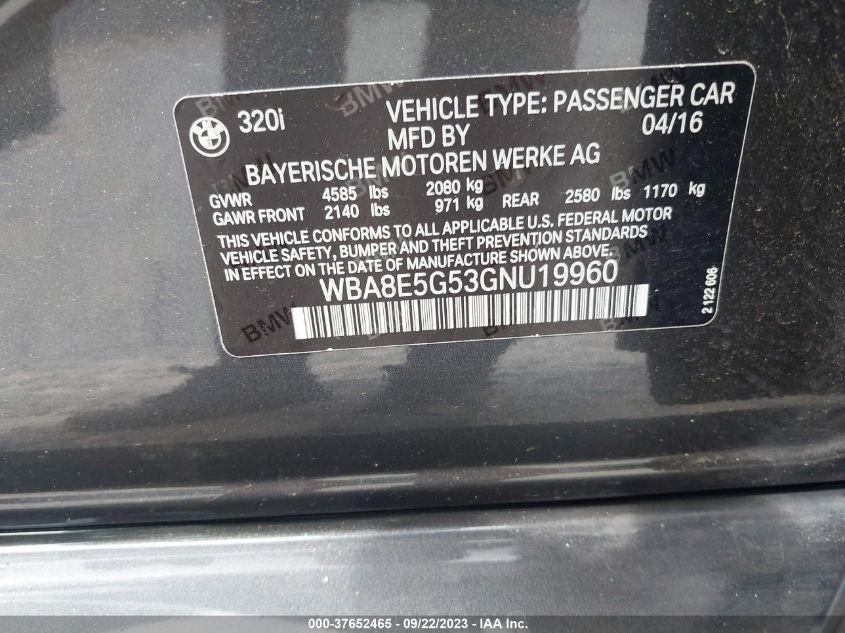 320i VEHICLE TYPE: PASSENGER CAR
MFD BY 04/16
BAYERISCHE MOTOREN WERKE AG
GVWR 4585 lbs 2080 kg
GAWR FRONT 2140 lbs 971 kg REAR 2580 lbs 1170 kg
THIS VEHICLE CONFORMS TO ALL APPLICABLE U.S. FEDERAL MOTOR
VEHICLE SAFETY, BUMPER AND THEFT PREVENTION STANDARDS
IN EFFECT ON THE DATE OF MANUFACTURE SHOWN ABOVE.
WBA8E5G53GNU19960
2 122 606
000-37652465 - 09/22/2023 - IAA Inc.